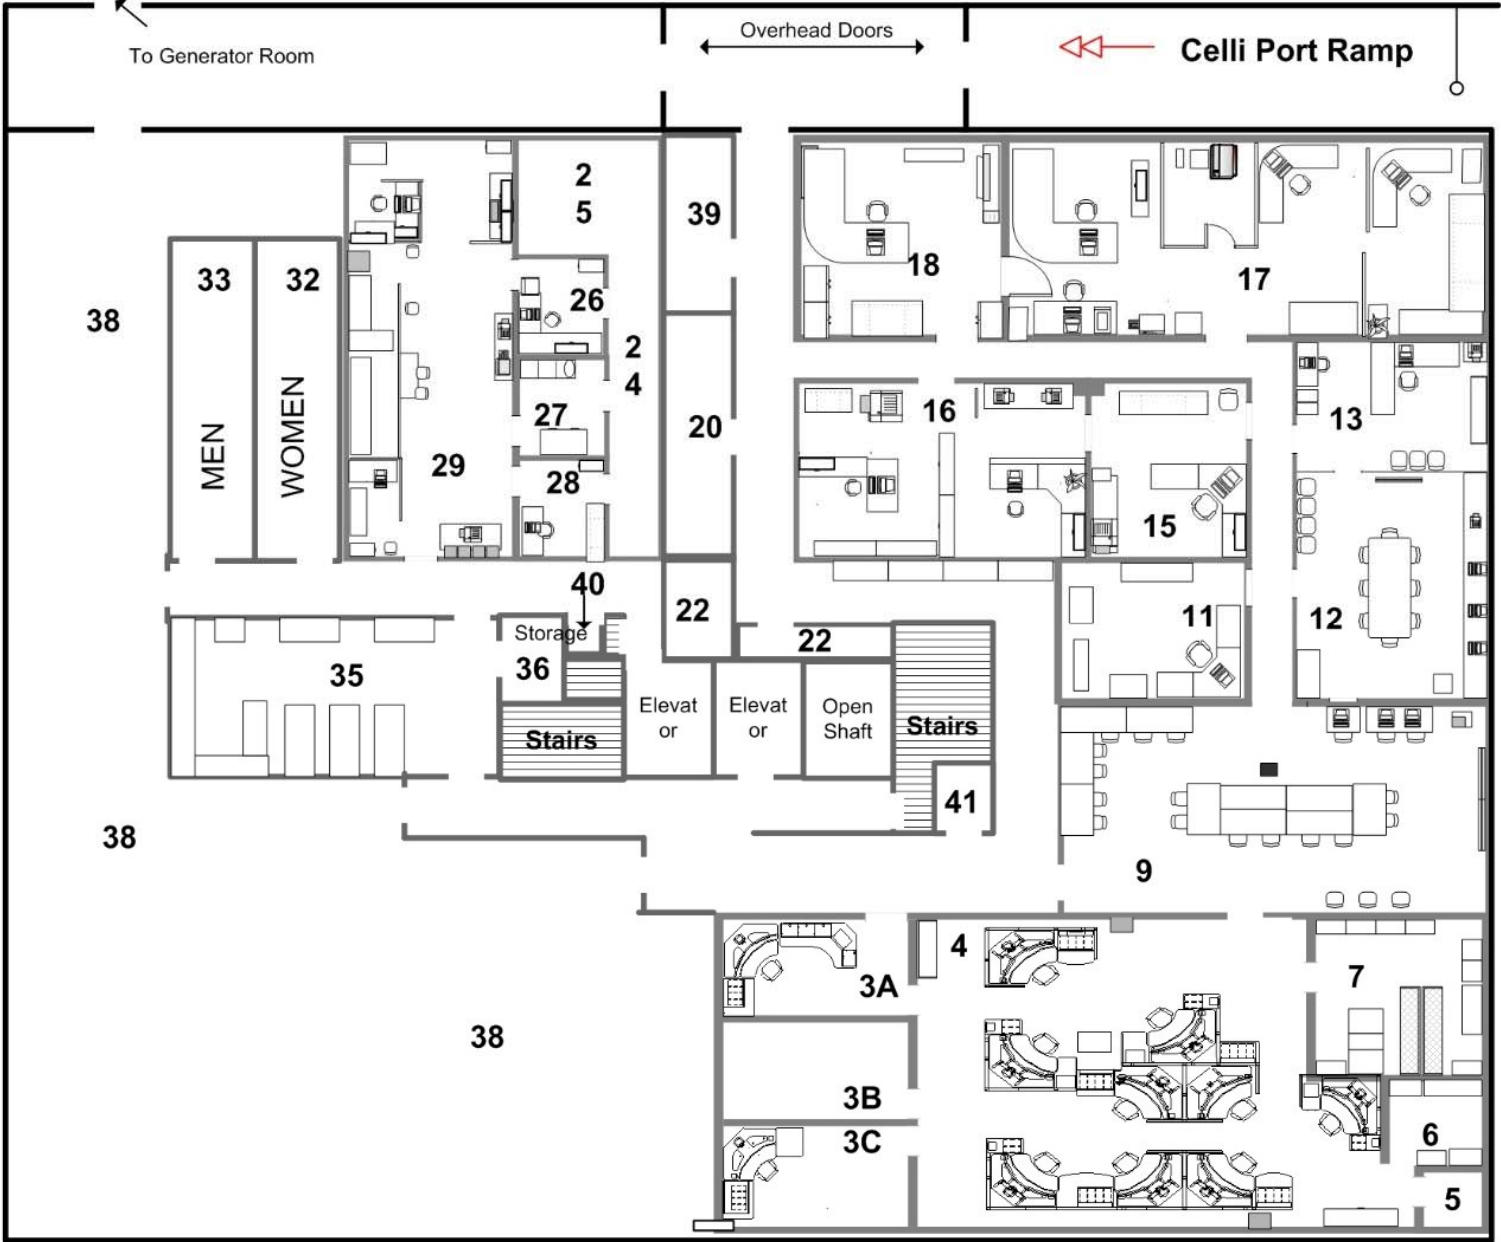 Overhead Doors
Celli Port Ramp
To Generator Room
2
5
39
18
17
33
32
26
38
2
4
16
13
27
20
MEN
WOMEN
29
28
15
40
22
11
12
Storage
22
35
36
Elevat
or
Elevat
or
Open
Shaft
Stairs
Stairs
41
38
9
4
3A
7
38
3B
3C
6
5